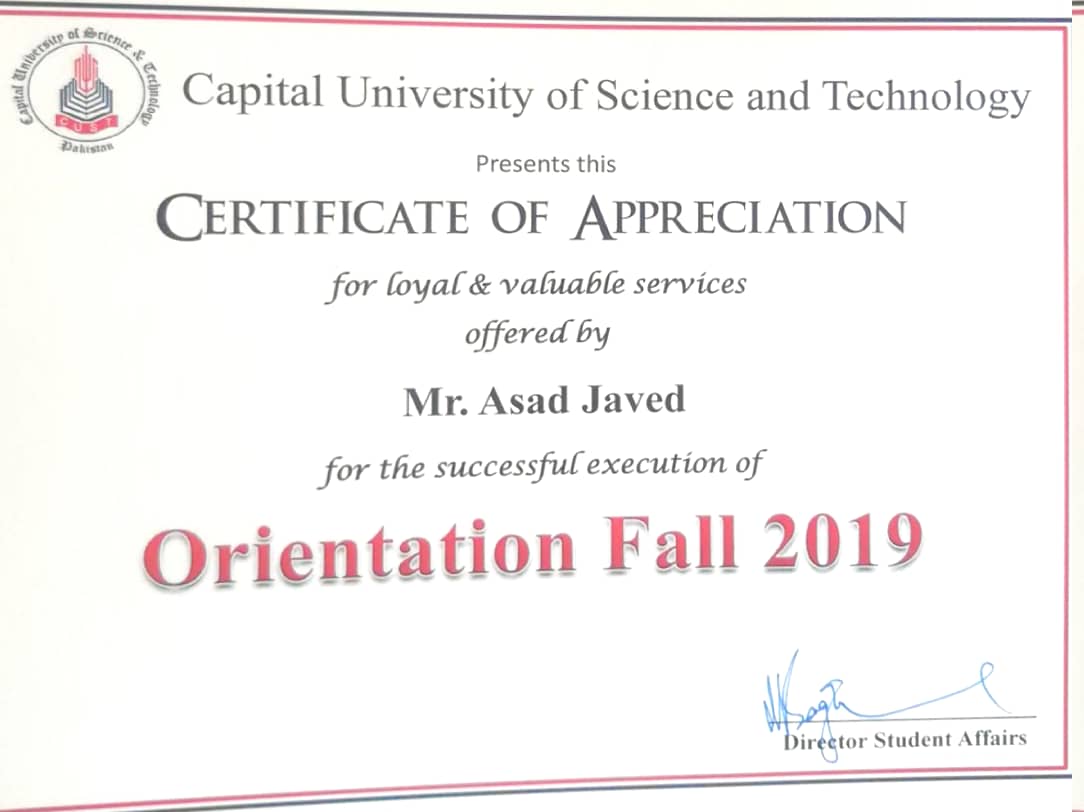 Capital University of Science & Technology
CUST
Pakistan
Capital University of Science and Technology
Presents this
CERTIFICATE OF APPRECIATION
for loyal & valuable services
offered by
Mr. Asad Javed
for the successful execution of
Orientation Fall 2019
Director Student Affairs